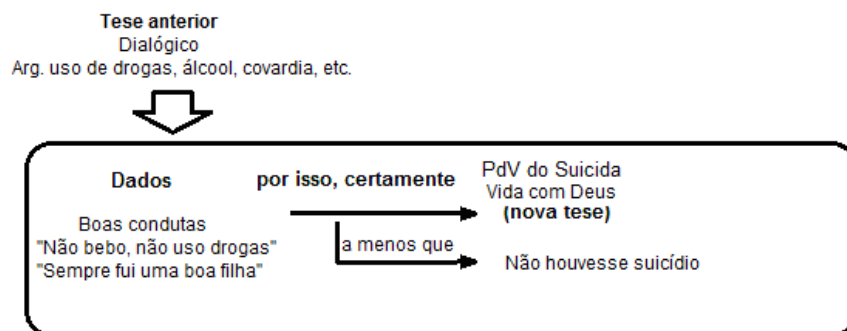 Tese anterior
Dialógico
Arg. uso de drogas, álcool, covardia, etc.
Dados
por isso, certamente
PdV do Suicida
Vida com Deus
(nova tese)
Boas condutas
"Não bebo, não uso drogas"
"Sempre fui uma boa filha"
a menos que
Não houvesse suicídio